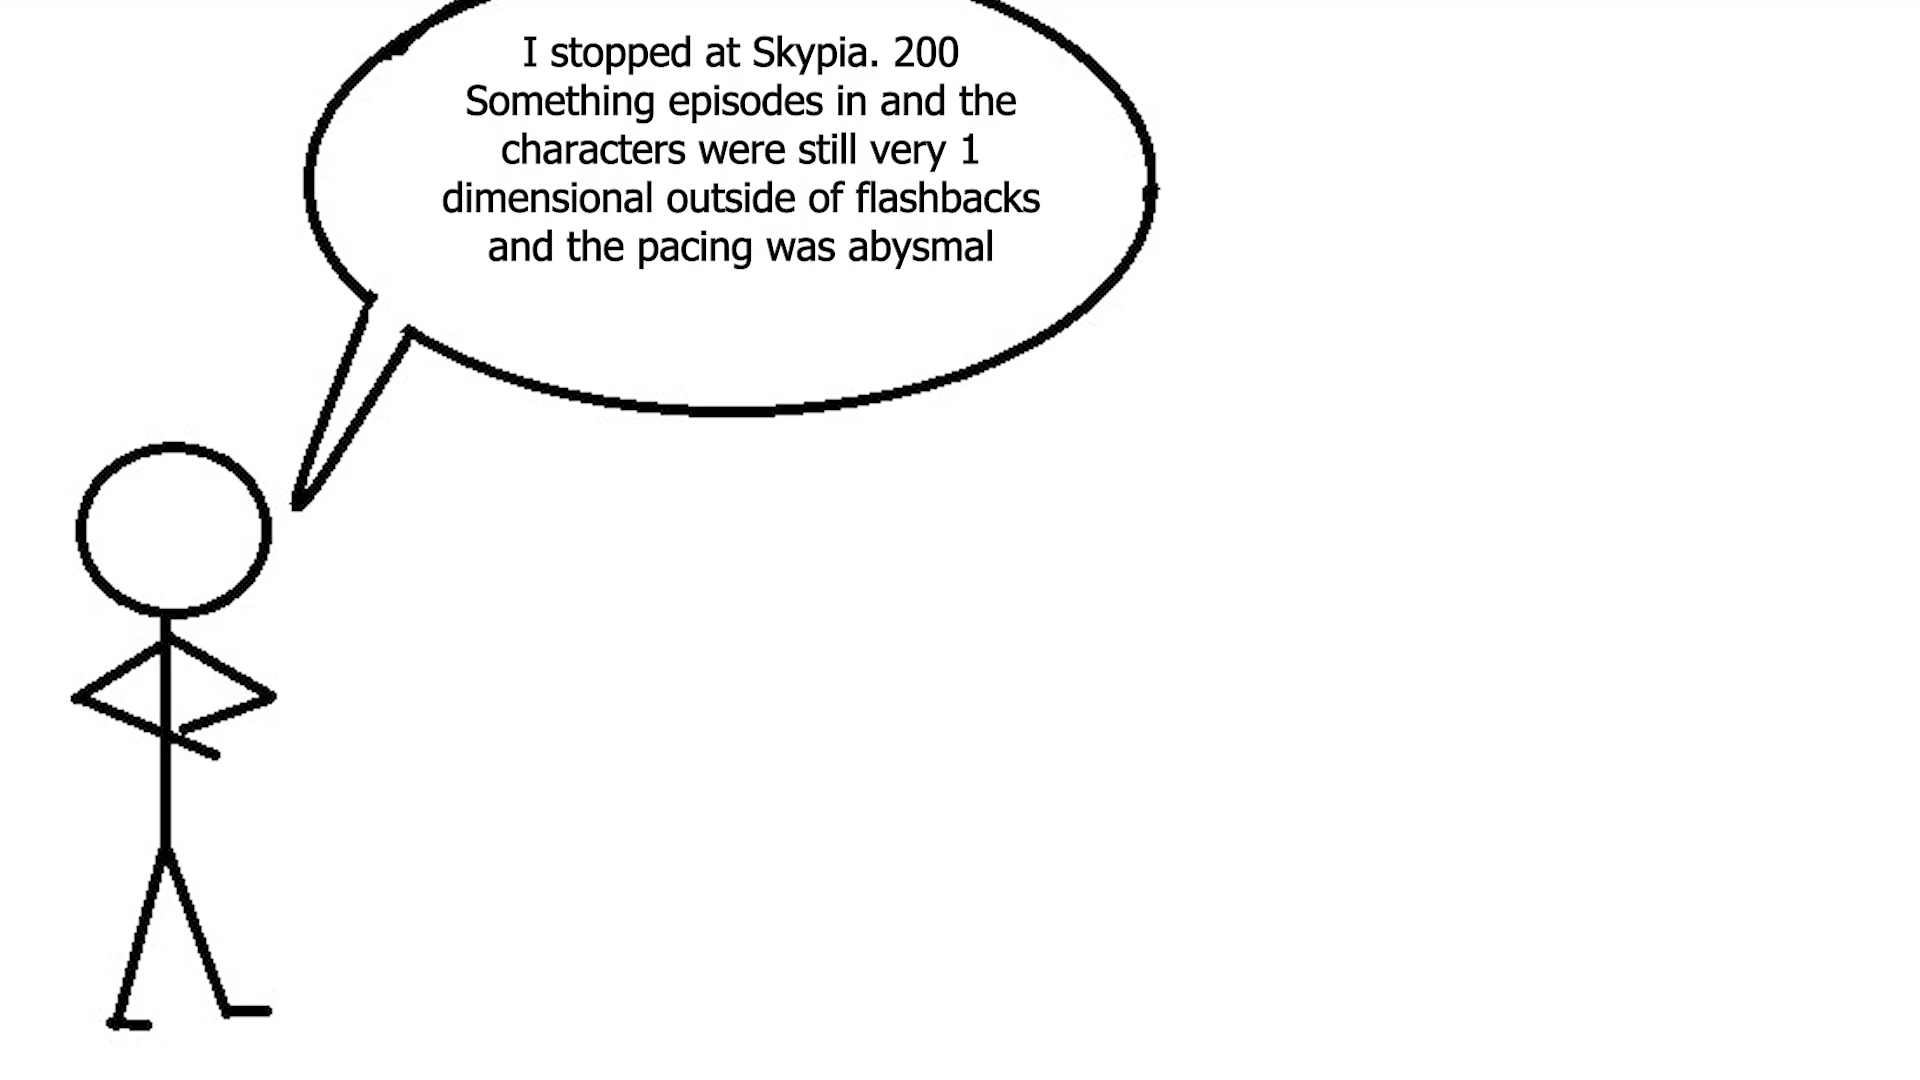 I stopped at Skypia. 200
Something episodes in and the
characters were still very 1
dimensional outside of flashbacks
and the pacing was abysmal